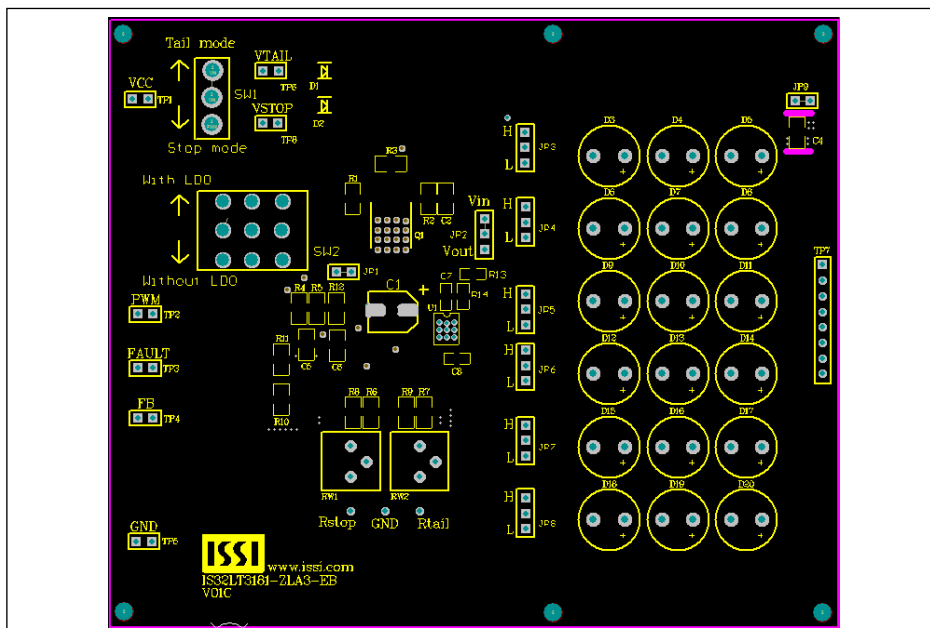 Tail mode
VTAIL
VCC
TP1
SW1
TP6
D1
VSTOP
D2
TP8
Stop mode
JP9
C4
H
JP3
L
D3
D4
D5
R3
With LDO
R1
R2
C2
Q1
Vin
JP2
Vout
H
JP4
L
D6
D7
D8
SW2
Without LDO
JP1
C1
+
C7
R13
R14
U1
C8
TP7
D9
D10
D11
H
JP5
L
PWM
TP2
R4
R5
R12
R11
C5
C6
FAULT
TP3
H
JP6
L
D12
D13
D14
FB
TP4
R10
R8
R6
R9
R7
H
JP7
L
D15
D16
D17
RW1
RW2
Rstop
GND
Rtail
H
JP8
L
D18
D19
D20
GND
TP5
ISSI
www.issi.com
IS32LT3181-ZLA3-EB
V01C